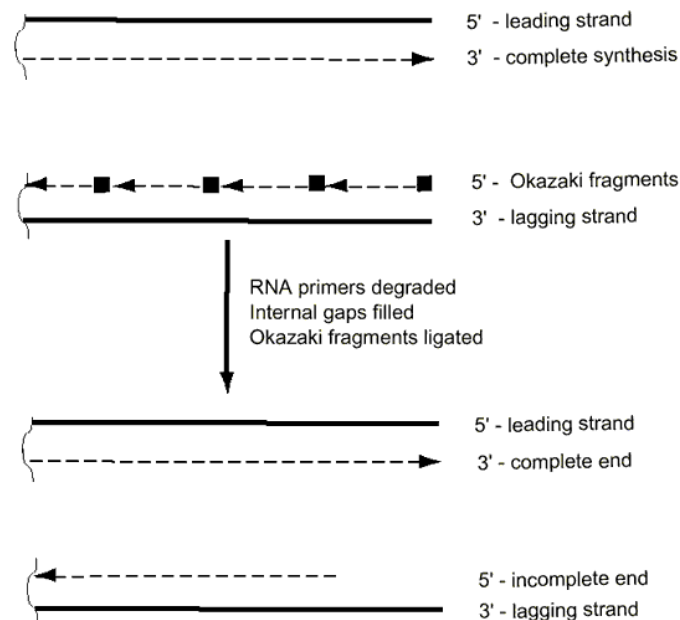 5' - leading strand
3' - complete synthesis
5' - Okazaki fragments
3' - lagging strand
RNA primers degraded
Internal gaps filled
Okazaki fragments ligated
5' - leading strand
3' - complete end
5' - incomplete end
3' - lagging strand